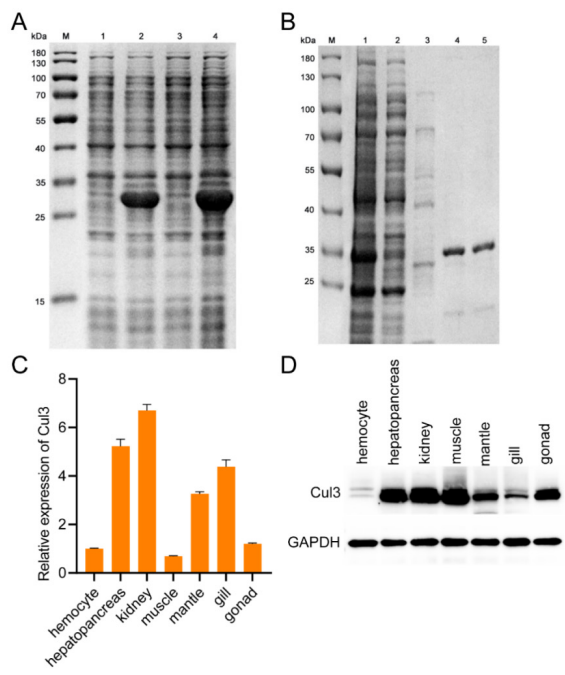 A
kDa M 1 2 3 4
180
130
100
70
55
40
35
25
15
B
kDa M 1 2 3 4 5
180
130
100
70
55
40
35
25
C
Relative expression of Cul3
8
6
4
2
0
hemocyte
hepatopancreas
kidney
muscle
mantle
gill
gonad
D
hemocyte
hepatopancreas
kidney
muscle
mantle
gill
gonad
Cul3
GAPDH